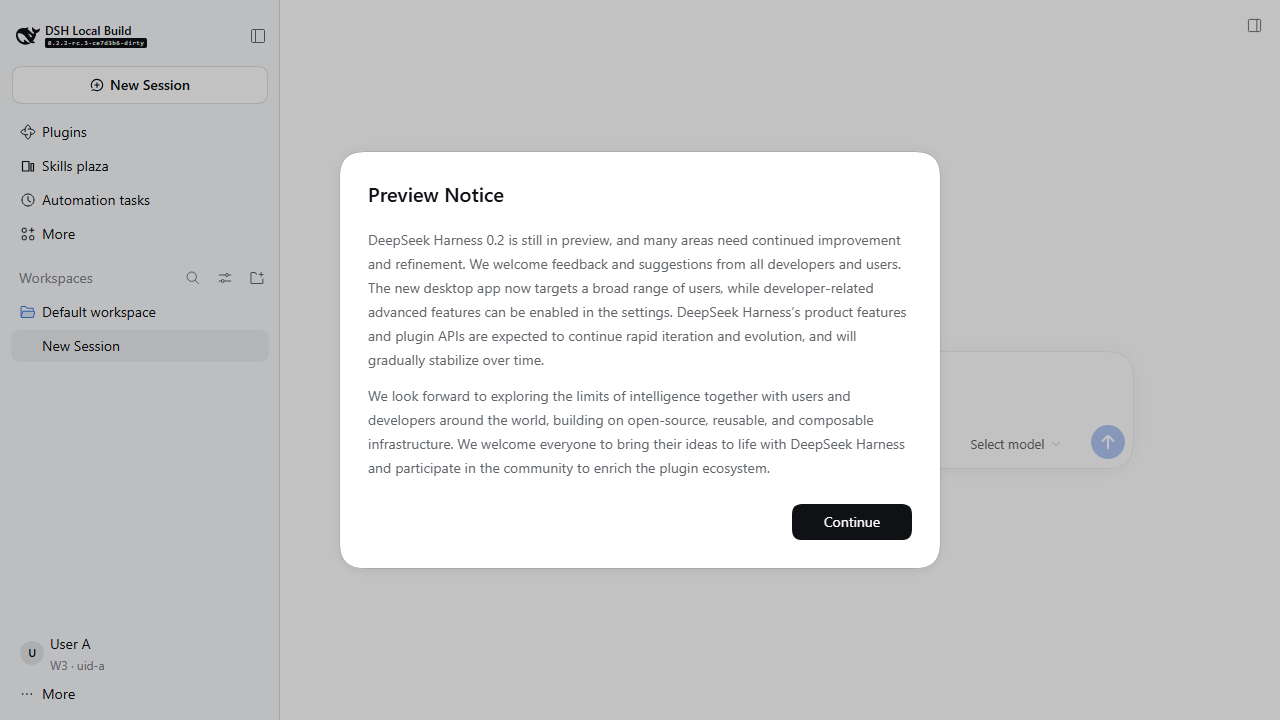 DSH Local Build
0.2.2-rc.3-ce7d3b6-dirty
New Session
Plugins
Skills plaza
Automation tasks
More
Workspaces
Default workspace
New Session
User A
U
W3 · uid-a
More
Preview Notice
DeepSeek Harness 0.2 is still in preview, and many areas need continued improvement
and refinement. We welcome feedback and suggestions from all developers and users.
The new desktop app now targets a broad range of users, while developer-related
advanced features can be enabled in the settings. DeepSeek Harness's product features
and plugin APIs are expected to continue rapid iteration and evolution, and will
gradually stabilize over time.
We look forward to exploring the limits of intelligence together with users and
developers around the world, building on open-source, reusable, and composable
infrastructure. We welcome everyone to bring their ideas to life with DeepSeek Harness
and participate in the community to enrich the plugin ecosystem.
Continue
Select model